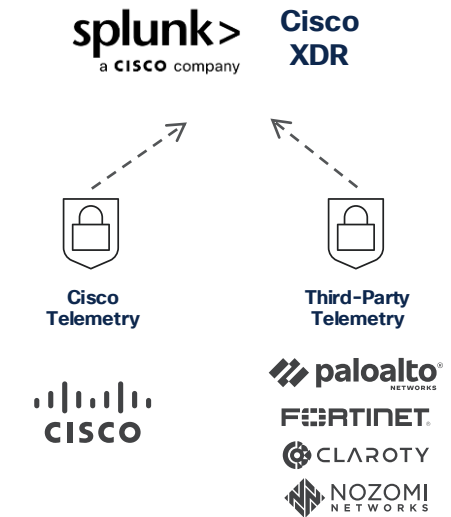 splunk>
a CISCO company
Cisco
XDR
Cisco
Telemetry
Third-Party
Telemetry
CISCO
paloalto®
NETWORKS
FORTINET®
CLAROTY
NOZOMI
NETWORKS